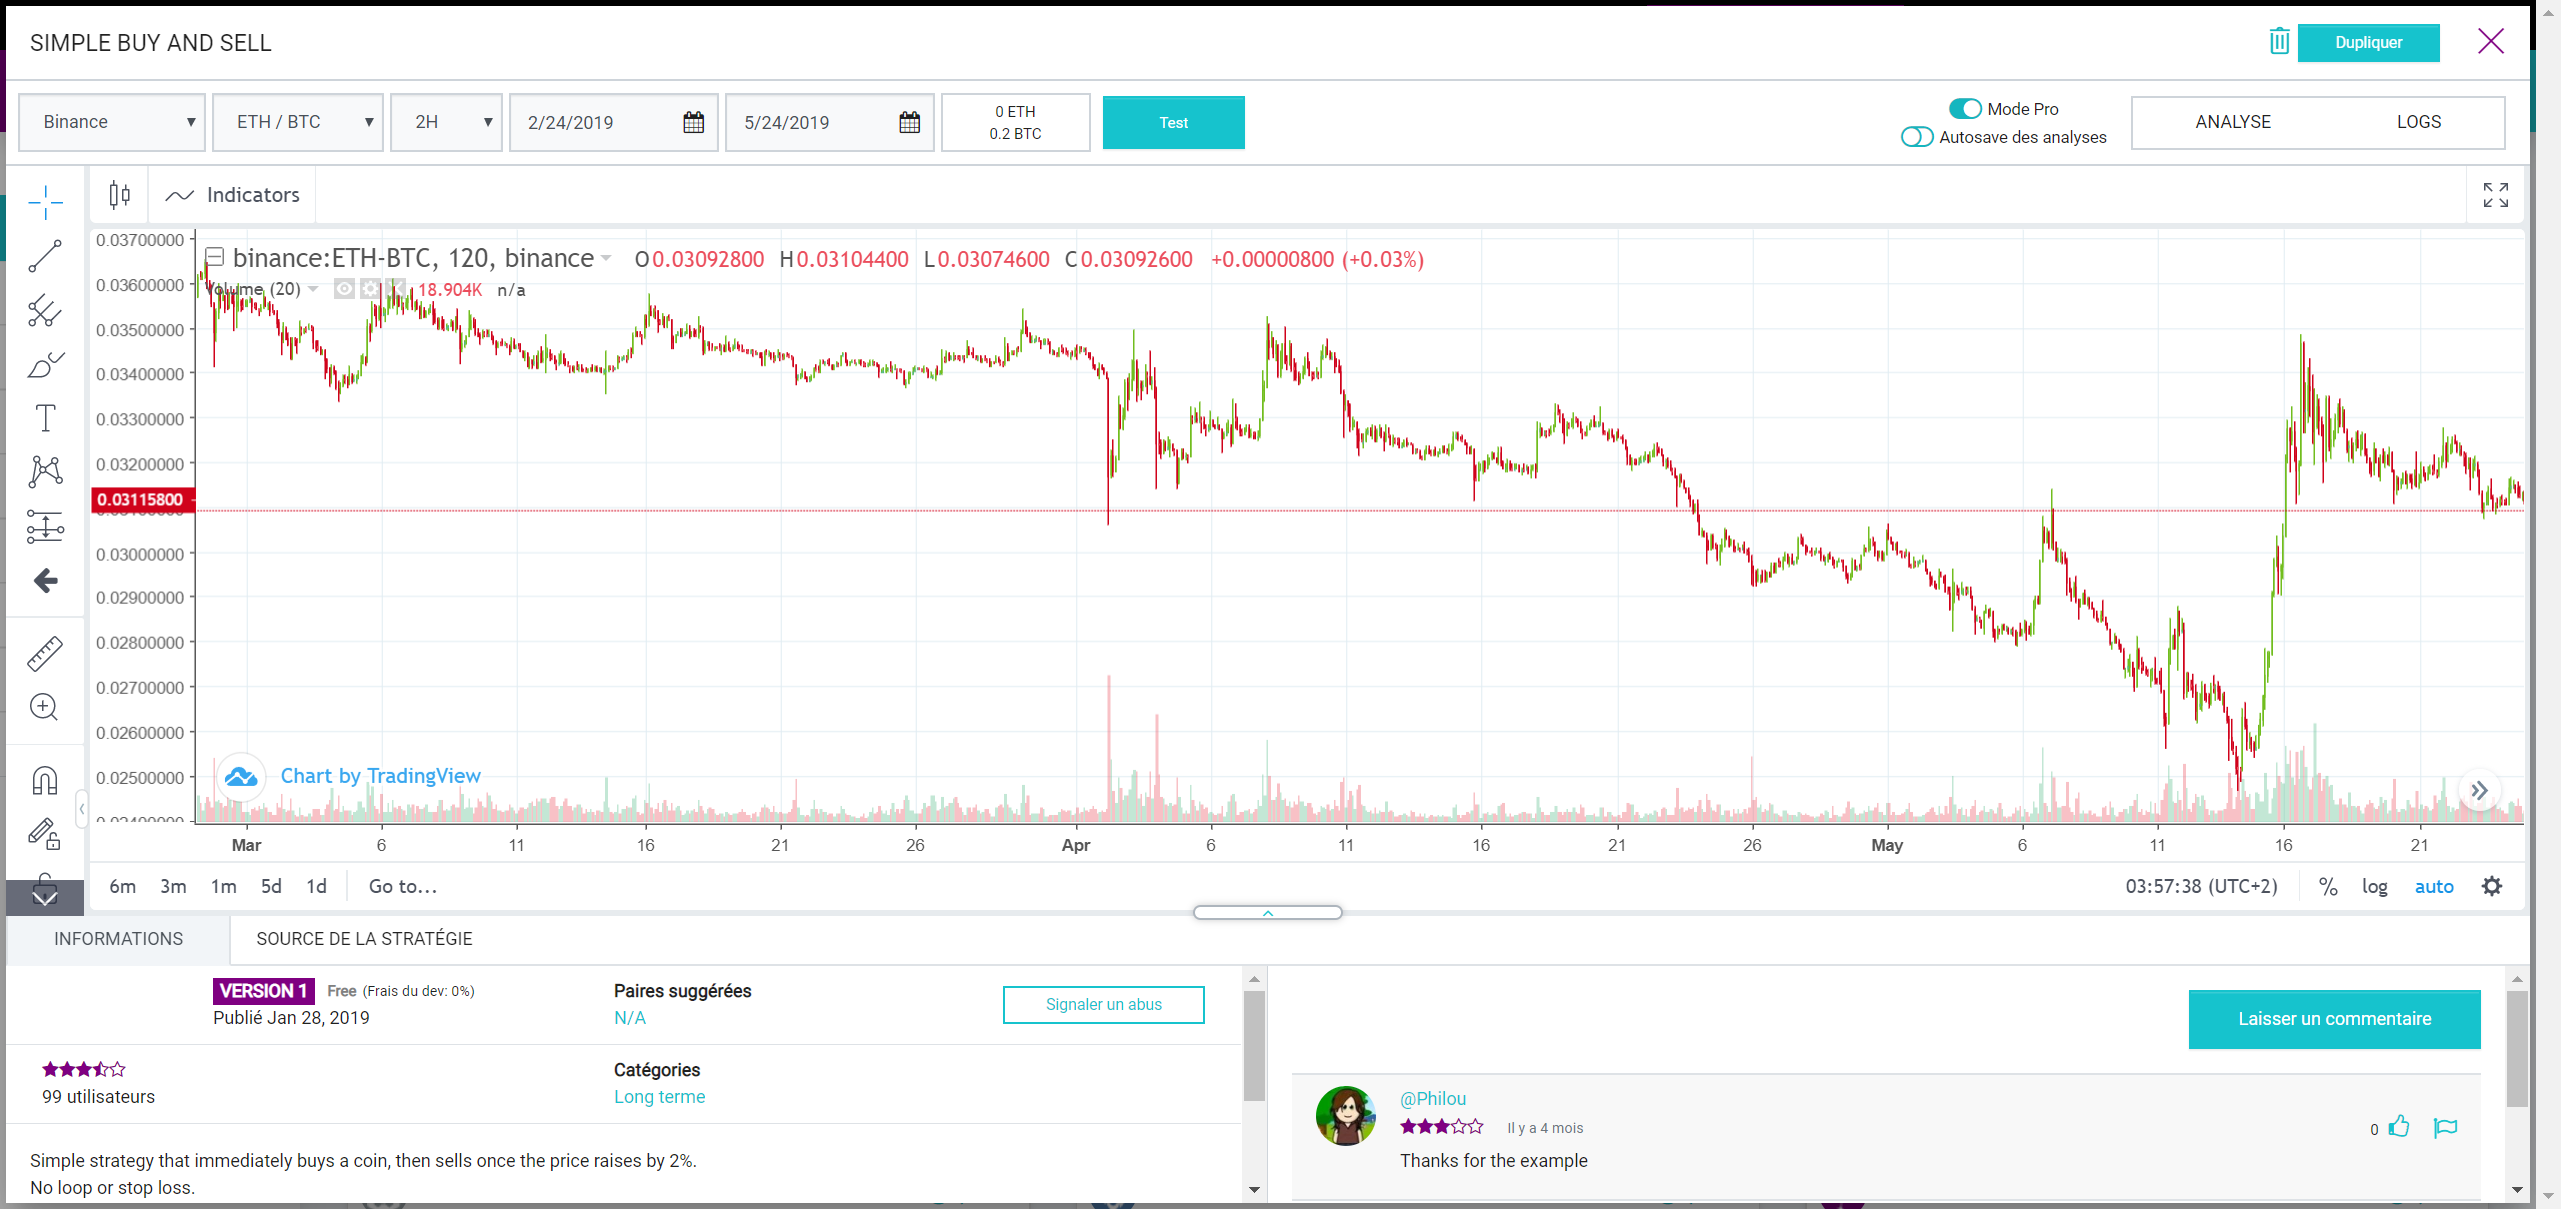 SIMPLE BUY AND SELL
Dupliquer
Binance
ETH / BTC
2H
2/24/2019
5/24/2019
0 ETH
0.2 BTC
Test
Mode Pro
Autosave des analyses
ANALYSE
LOGS
Indicators
binance:ETH-BTC, 120, binance
O0.03092800 H0.03104400 L0.03074600 C0.03092600 +0.00000800 (+0.03%)
Volume (20) 18.904K n/a
0.03700000
0.03600000
0.03500000
0.03400000
0.03300000
0.03200000
0.03115800
0.03000000
0.02900000
0.02800000
0.02700000
0.02600000
0.02500000
Chart by TradingView
Mar 6 11 16 21 26 Apr 6 11 16 21 26 May 6 11 16 21
6m 3m 1m 5d 1d Go to...
03:57:38 (UTC+2) % log auto
INFORMATIONS
SOURCE DE LA STRATÉGIE
VERSION 1 Free (Frais du dev: 0%)
Publié Jan 28, 2019
Paires suggérées
N/A
Signaler un abus
99 utilisateurs
Catégories
Long terme
Simple strategy that immediately buys a coin, then sells once the price raises by 2%.
No loop or stop loss.
Laisser un commentaire
@Philou
Il y a 4 mois
0
Thanks for the example